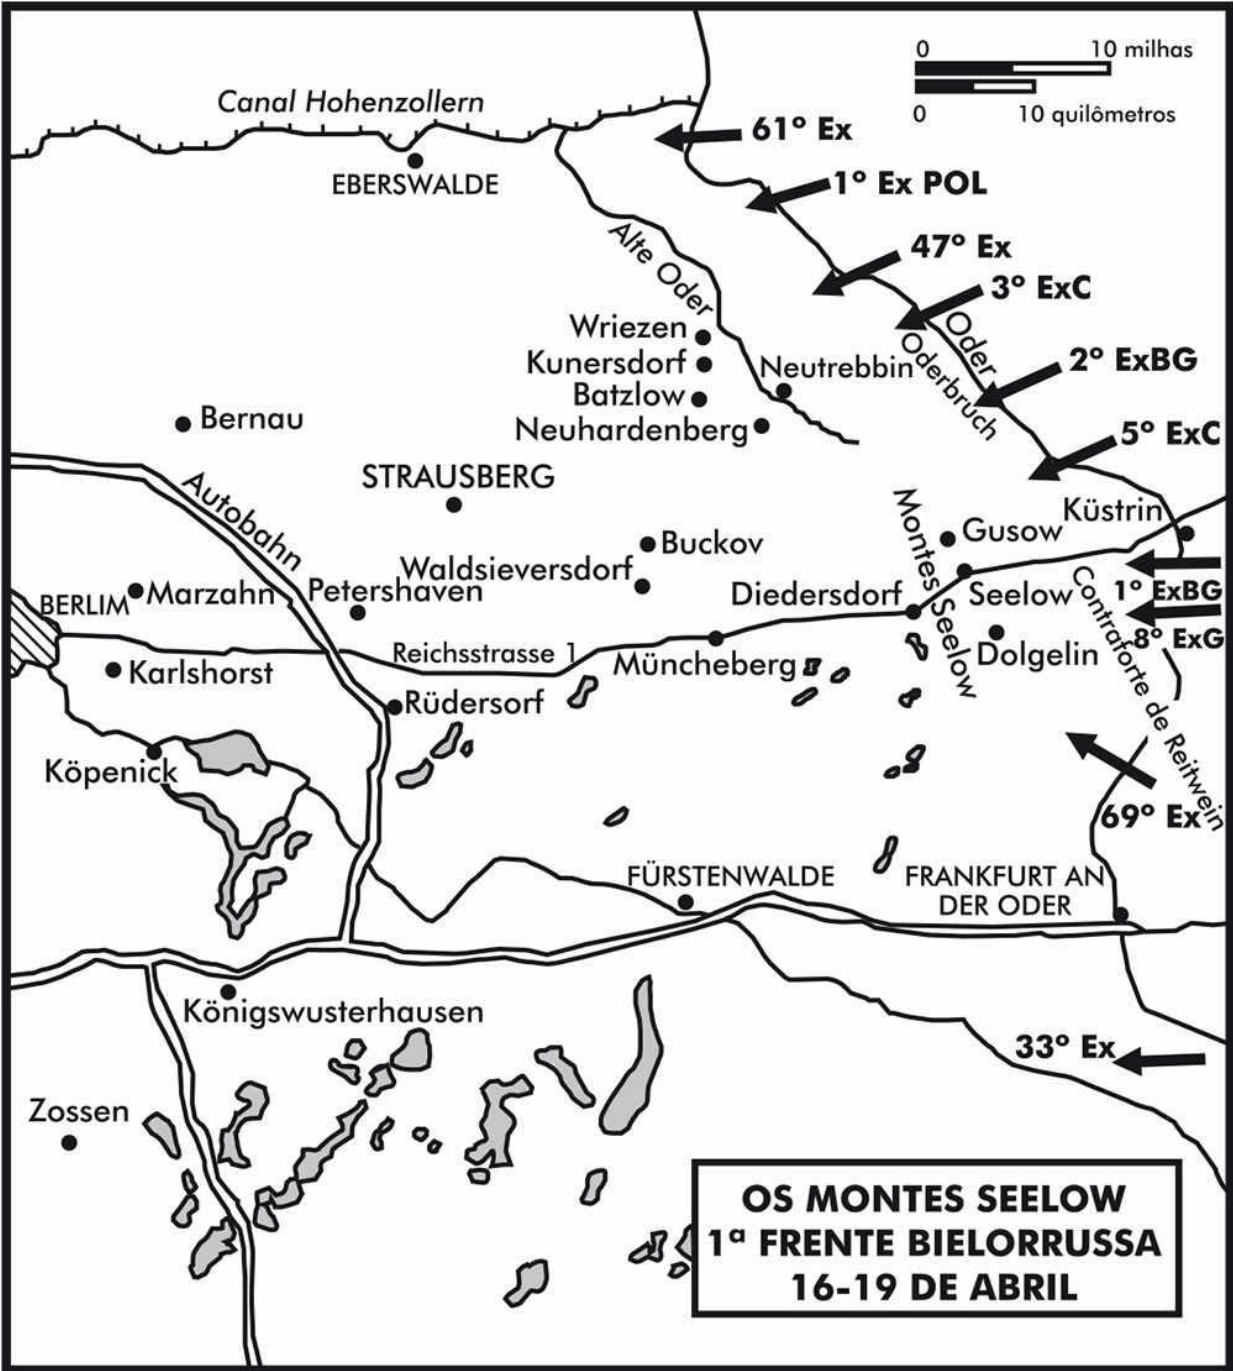 0 10 milhas
0 10 quilômetros
Canal Hohenzollern
61º Ex
EBERSWALDE
1º Ex POL
Alte Oder
47º Ex
3º ExC
Oder
Oderbruch
Wriezen
Kunersdorf
Neutrebbin
2º ExBG
Batzlow
Bernau
Neuhardenberg
5º ExC
STRAUSBERG
Autobahn
Montes Seelow
Küstrin
Gusow
Buckov
Waldsieversdorf
BERLIM
Marzahn
Petershaven
Diedersdorf
Seelow
1º ExBG
8º ExG
Contraforte de Reitwein
Reichsstrasse 1
Müncheberg
Dolgelin
Karlshorst
Rüdersorf
Köpenick
69º Ex
FÜRSTENWALDE
FRANKFURT AN
DER ODER
Königswusterhausen
33º Ex
Zossen
OS MONTES SEELOW
1ª FRENTE BIELORRUSSA
16-19 DE ABRIL